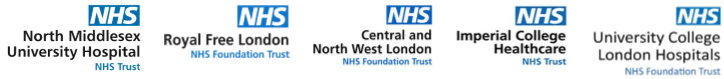 NHS
North Middlesex
University Hospital
NHS Trust
NHS
Royal Free London
NHS Foundation Trust
NHS
Central and
North West London
NHS Foundation Trust
NHS
Imperial College
Healthcare
NHS Trust
NHS
University College
London Hospitals
NHS Foundation Trust